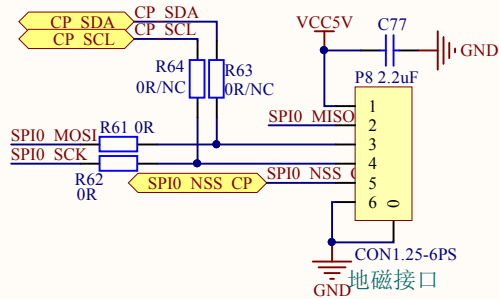 CP_SDA CP_SDA
CP_SCL CP_SCL
VCC5V C77
GND
R64 R63
0R/NC 0R/NC
P8 2.2uF
1
SPI0_MISO 2
SPI0_MOSI R61 0R 3
SPI0_SCK 4
R62
0R
SPI0_NSS_CP SPI0_NSS_C 5
6 0
CON1.25-6PS
GND 地磁接口